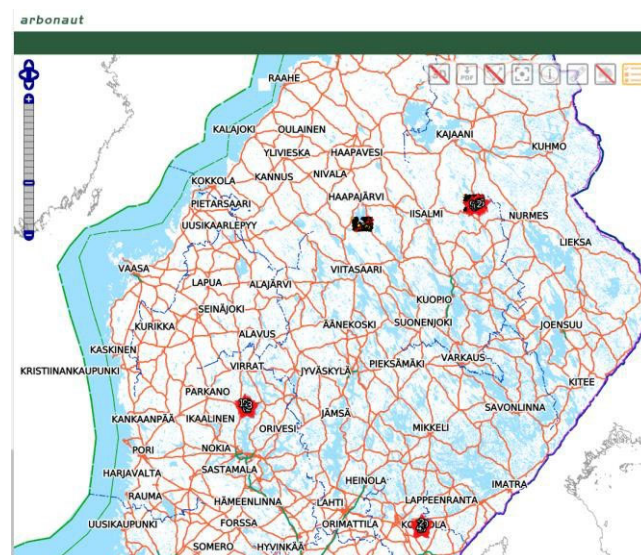 arbonaut
RAAHE
PDF
KALAJOKI
OULAINEN
KAJAANI
KUHMO
YLIVIESKA
HAAPAVESI
KANNUS
NIVALA
KOKKOLA
PIETARSAARI
HAAPAJÄRVI
UUSIKAARLEPYY
IISALMI
NURMES
LIEKSA
VAASA
VIITASAARI
LAPUA
ALAJÄRVI
KUOPIO
SEINÄJOKI
KURIKKA
ÄÄNEKOSKI
SUONENJOKI
JOENSUU
ALAVUS
KASKINEN
VARKAUS
KRISTIINANKAUPUNKI
VIRRAT
JYVÄSKYLÄ
PIEKSÄMÄKI
KITEE
PARKANO
SAVONLINNA
KANKAANPÄÄ
IKAALINEN
JÄMSÄ
ORIVESI
MIKKELI
PORI
NOKIA
HARJAVALTA
SASTAMALA
HEINOLA
IMATRA
RAUMA
HÄMEENLINNA
LAHTI
LAPPEENRANTA
UUSIKAUPUNKI
FORSSA
ORIMATTILA
SOMERO
HYVINKÄÄ